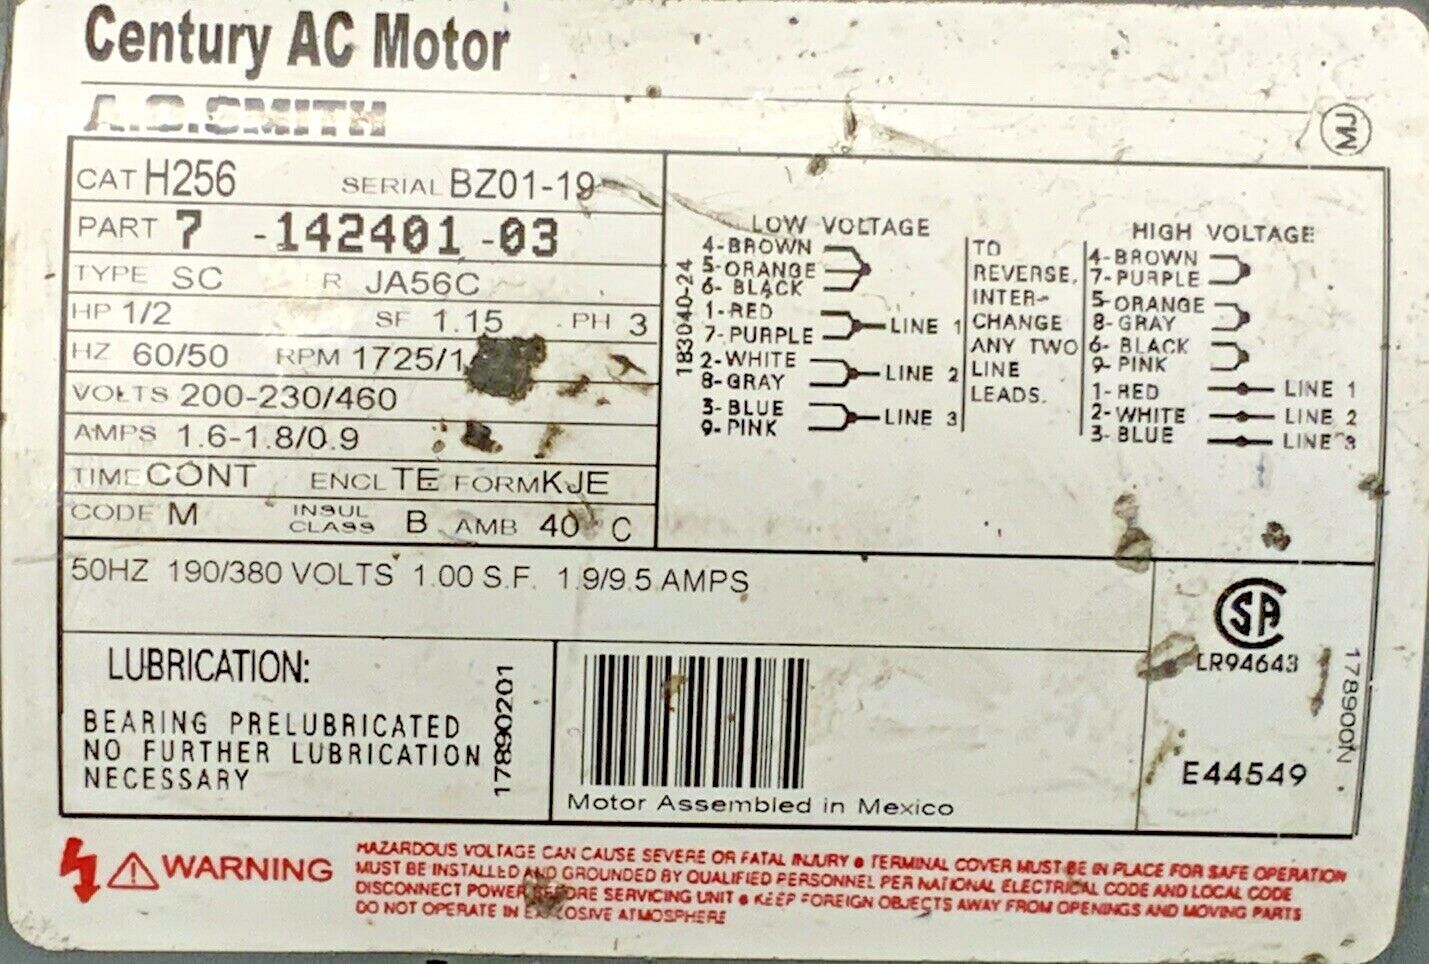 Century AC Motor
A.O.SMITH
MJ
CAT H256 SERIAL BZ01-19
PART 7 -142401-03
TYPE SC R JA56C
HP 1/2 SF 1.15 PH 3
HZ 60/50 RPM 1725/1
VOLTS 200-230/460
AMPS 1.6-1.8/0.9
TIME CONT ENCL TE FORM KJE
CODE M INSUL CLASS B AMB 40 C
183040-24
LOW VOLTAGE
4-BROWN
5-ORANGE
6- BLACK
1-RED
7-PURPLE
LINE 1
2-WHITE
8-GRAY
LINE 2
3-BLUE
9-PINK
LINE 3
TO
REVERSE,
INTER-
CHANGE
ANY TWO
LINE
LEADS.
HIGH VOLTAGE
4-BROWN
7-PURPLE
5-ORANGE
8-GRAY
6- BLACK
9- PINK
1-RED LINE 1
2-WHITE LINE 2
3-BLUE LINE 3
50HZ 190/380 VOLTS 1.00 S.F. 1.9/9.5 AMPS
LUBRICATION:
BEARING PRELUBRICATED
NO FURTHER LUBRICATION
NECESSARY
17890201
Motor Assembled in Mexico
SA
LR94643
E44549
178900N
WARNING
HAZARDOUS VOLTAGE CAN CAUSE SEVERE OR FATAL INJURY ● TERMINAL COVER MUST BE IN PLACE FOR SAFE OPERATION
MUST BE INSTALLED AND GROUNDED BY QUALIFIED PERSONNEL PER NATIONAL ELECTRICAL CODE AND LOCAL CODE
DISCONNECT POWER BEFORE SERVICING UNIT ● KEEP FOREIGN OBJECTS AWAY FROM OPENINGS AND MOVING PARTS
DO NOT OPERATE IN EXPLOSIVE ATMOSPHERE